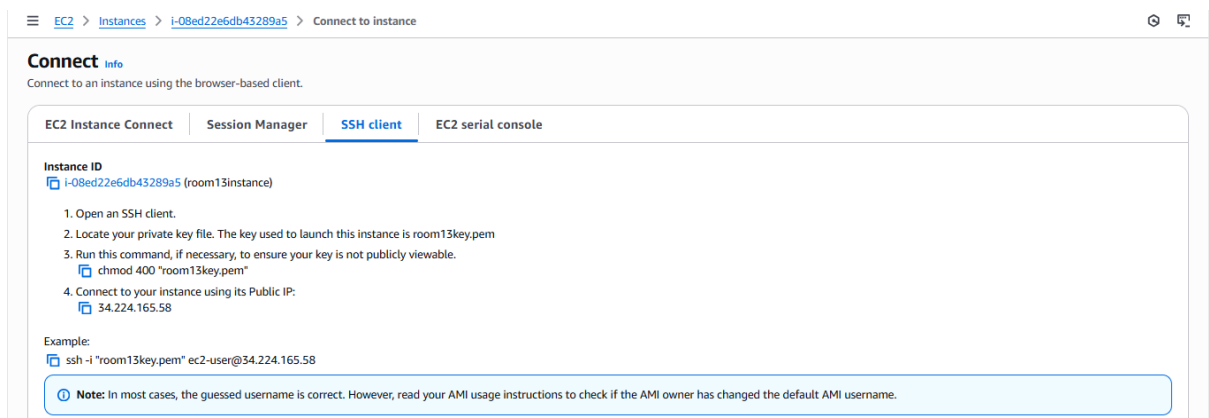 EC2 > Instances > i-08ed22e6db43289a5 > Connect to instance
Connect Info
Connect to an instance using the browser-based client.
EC2 Instance Connect Session Manager SSH client EC2 serial console
Instance ID
i-08ed22e6db43289a5 (room13instance)
1. Open an SSH client.
2. Locate your private key file. The key used to launch this instance is room13key.pem
3. Run this command, if necessary, to ensure your key is not publicly viewable.
chmod 400 "room13key.pem"
4. Connect to your instance using its Public IP:
34.224.165.58
Example:
ssh -i "room13key.pem" ec2-user@34.224.165.58
Note: In most cases, the guessed username is correct. However, read your AMI usage instructions to check if the AMI owner has changed the default AMI username.